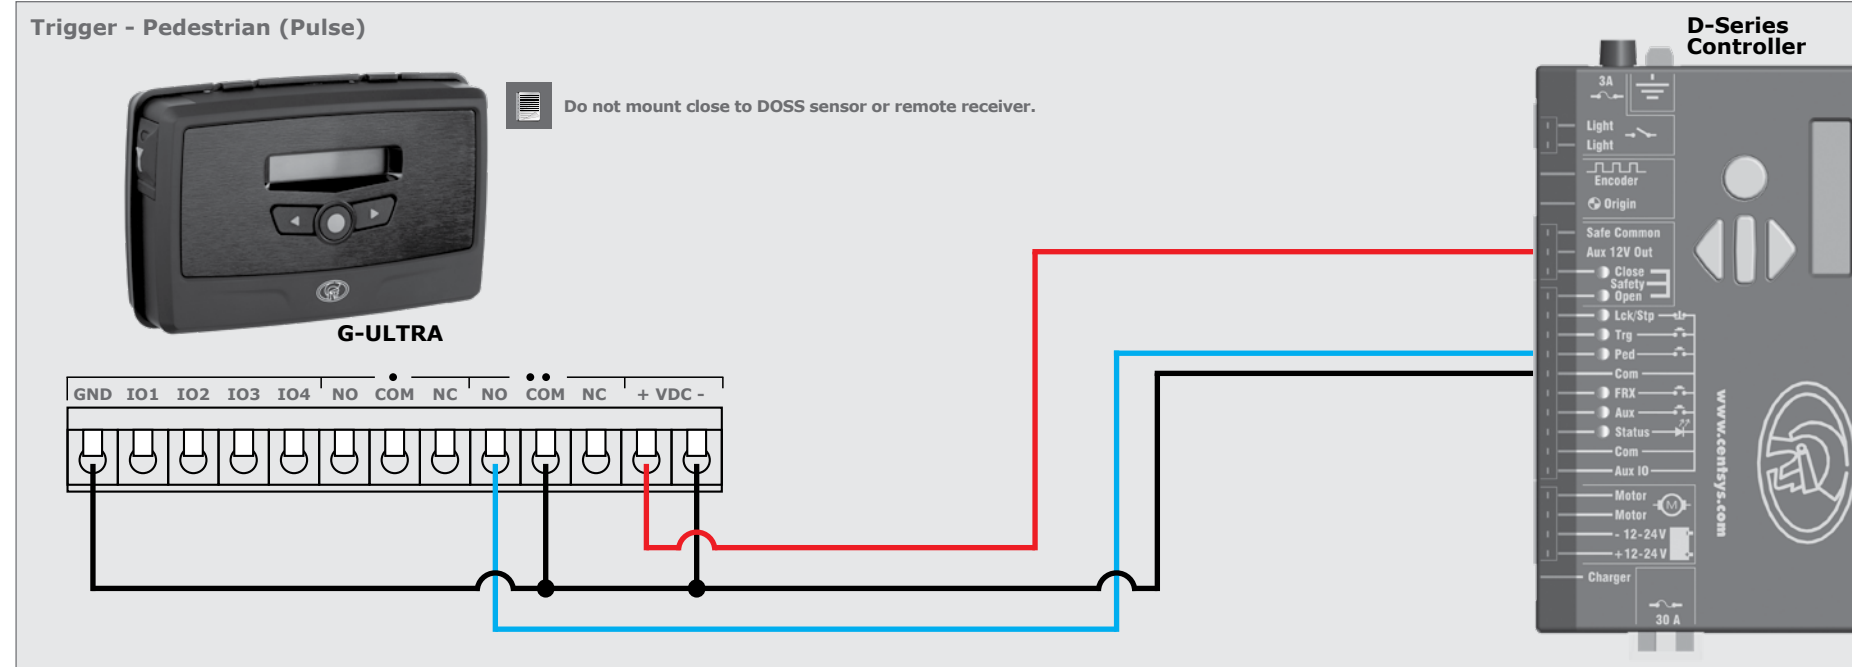 Trigger - Pedestrian (Pulse)
D-Series
Controller
Do not mount close to DOSS sensor or remote receiver.
G-ULTRA
GND IO1 IO2 IO3 IO4 NO COM NC NO COM NC + VDC -
3A
Light
Light
Encoder
Origin
Safe Common
Aux 12V Out
Close
Safety
Open
Lck/Stp
Trg
Ped
Com
FRX
Aux
Status
Com
Aux IO
Motor
Motor
M
- 12-24V
+12-24V
Charger
30 A
www.centsys.com